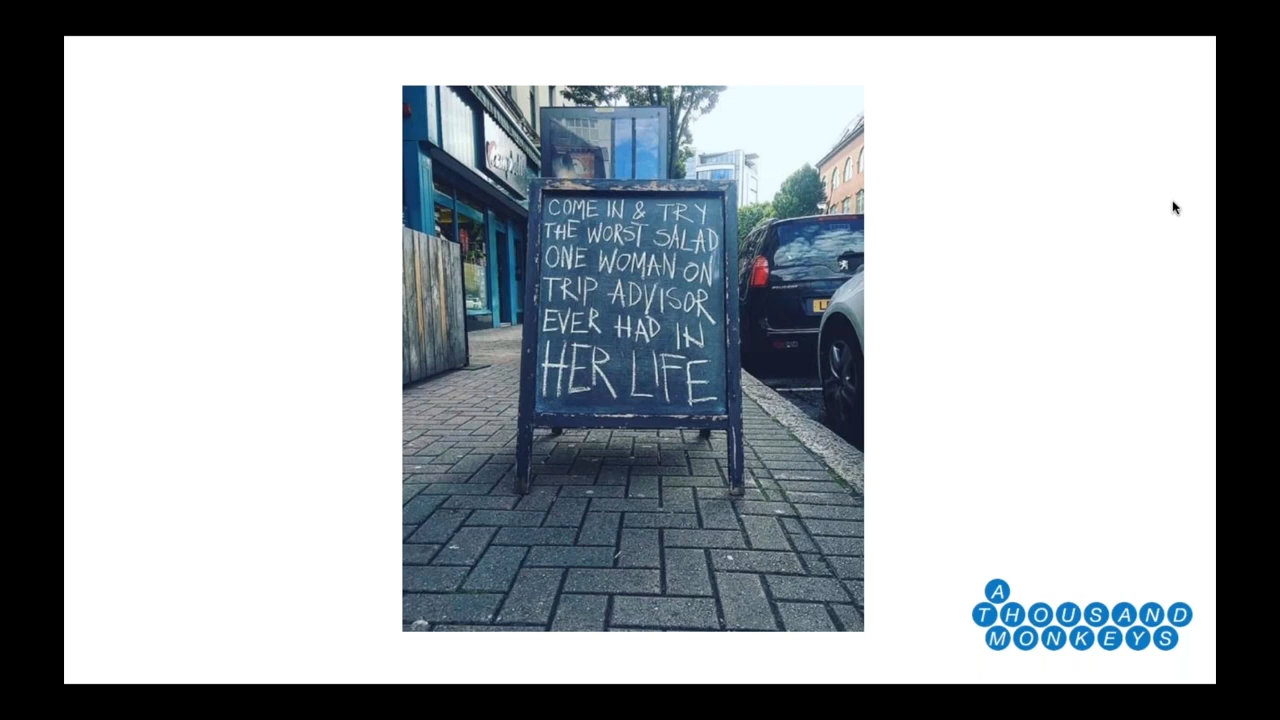 COME IN & TRY
THE WORST SALAD
ONE WOMAN ON
TRIP ADVISOR
EVER HAD IN
HER LIFE
A
THOUSAND
MONKEYS